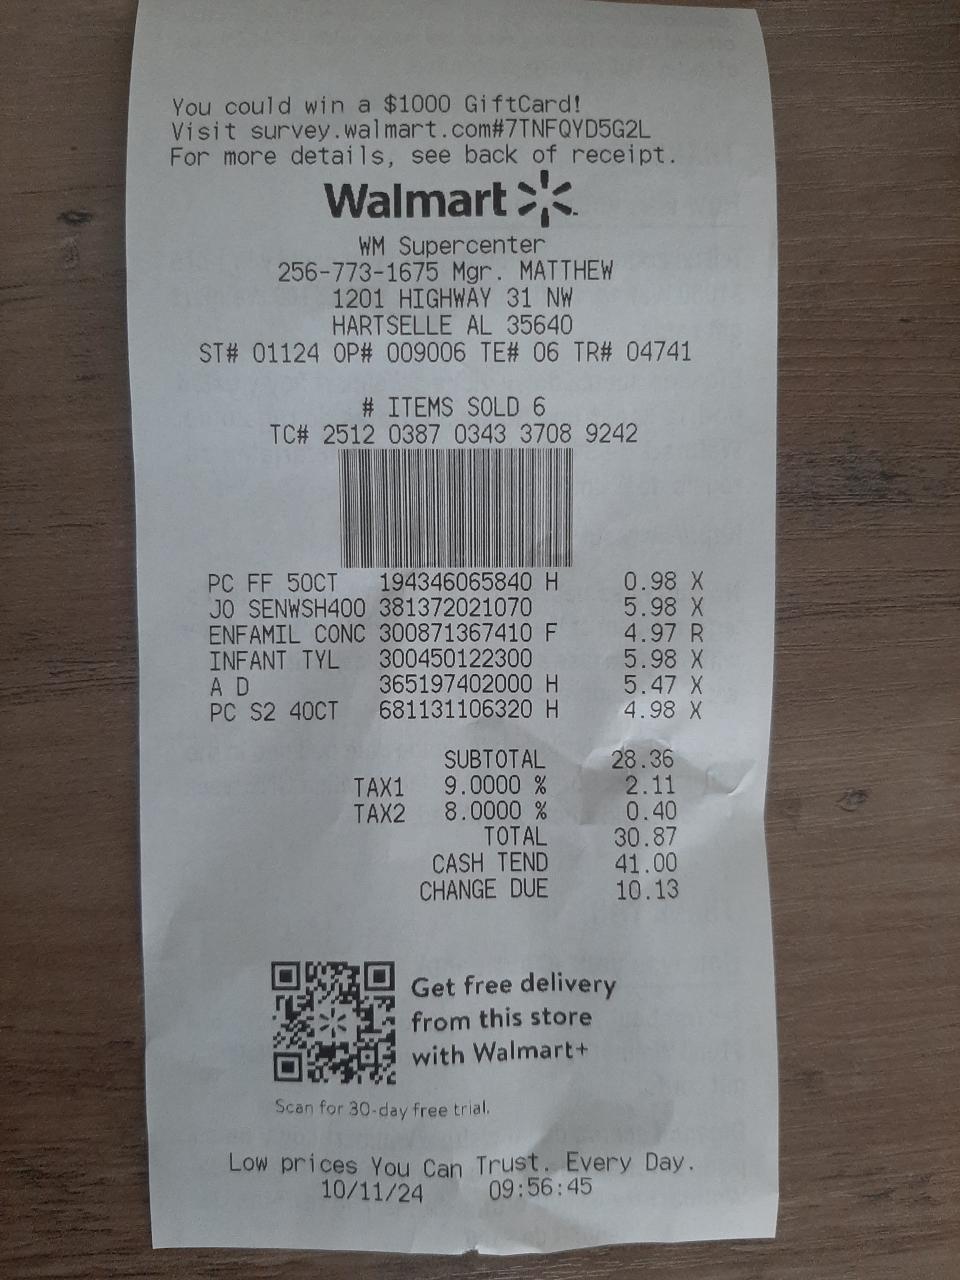 You could win a $1000 GiftCard!
Visit survey.walmart.com#7TNFQYD5G2L
For more details, see back of receipt.
Walmart
WM Supercenter
256-773-1675 Mgr. MATTHEW
1201 HIGHWAY 31 NW
HARTSELLE AL 35640
ST# 01124 OP# 009006 TE# 06 TR# 04741
# ITEMS SOLD 6
TC# 2512 0387 0343 3708 9242
PC FF 50CT 194346065840 H 0.98 X
JO SENWSH400 381372021070 5.98 X
ENFAMIL CONC 300871367410 F 4.97 R
INFANT TYL 300450122300 5.98 X
A D 365197402000 H 5.47 X
PC S2 40CT 681131106320 H 4.98 X
SUBTOTAL 28.36
TAX1 9.0000 % 2.11
TAX2 8.0000 % 0.40
TOTAL 30.87
CASH TEND 41.00
CHANGE DUE 10.13
Get free delivery
from this store
with Walmart+
Scan for 30-day free trial.
Low prices You Can Trust. Every Day.
10/11/24 09:56:45